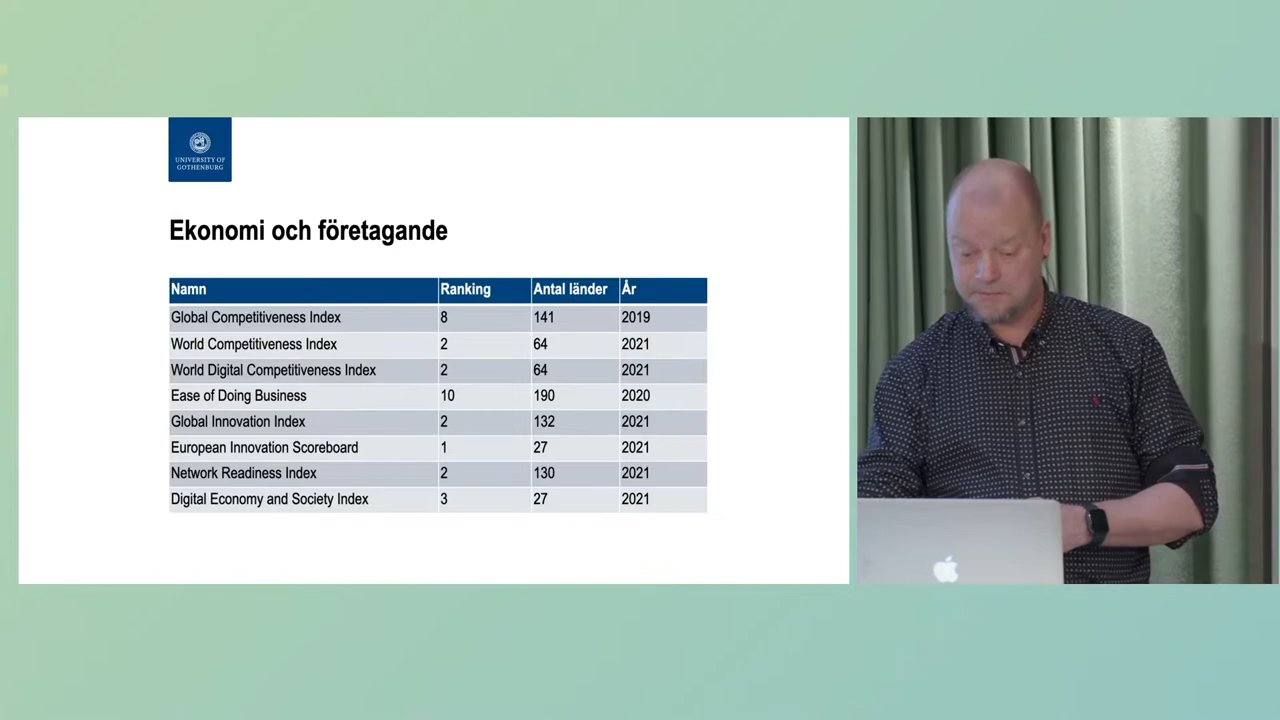 UNIVERSITY OF
GOTHENBURG
Ekonomi och företagande
Namn Ranking Antal länder År
Global Competitiveness Index 8 141 2019
World Competitiveness Index 2 64 2021
World Digital Competitiveness Index 2 64 2021
Ease of Doing Business 10 190 2020
Global Innovation Index 2 132 2021
European Innovation Scoreboard 1 27 2021
Network Readiness Index 2 130 2021
Digital Economy and Society Index 3 27 2021